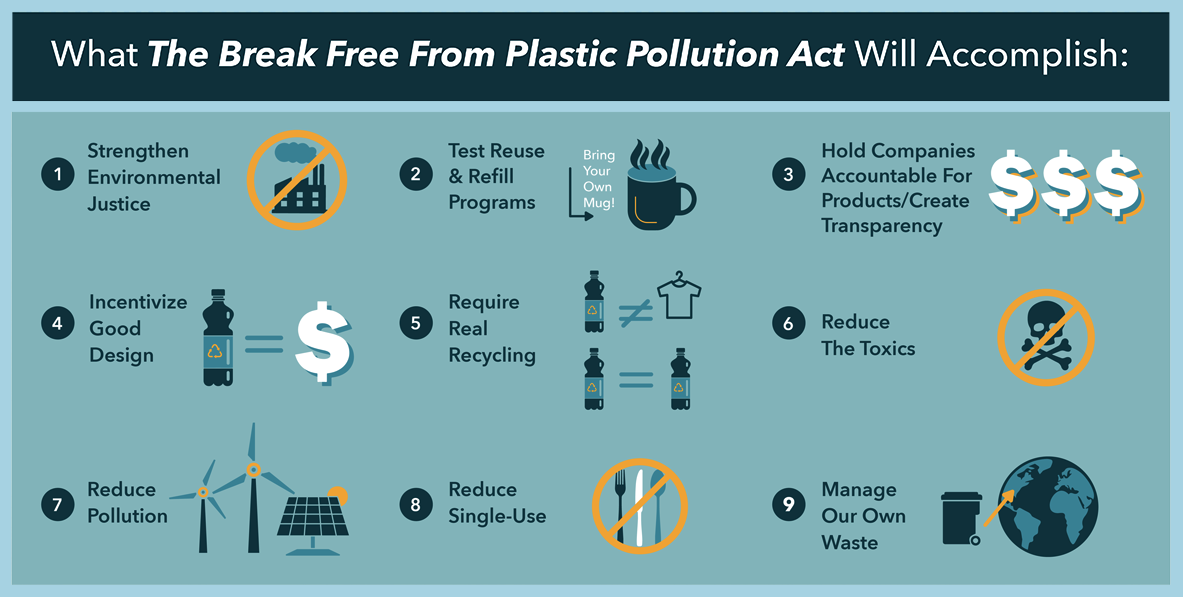 What The Break Free From Plastic Pollution Act Will Accomplish:
1
Strengthen
Environmental
Justice
2
Test Reuse
& Refill
Programs
Bring
Your
Own
Mug!
3
Hold Companies
Accountable For
Products/Create
Transparency
$$$
4
Incentivize
Good
Design
=
$
5
Require
Real
Recycling
≠
=
6
Reduce
The Toxics
7
Reduce
Pollution
8
Reduce
Single-Use
9
Manage
Our Own
Waste